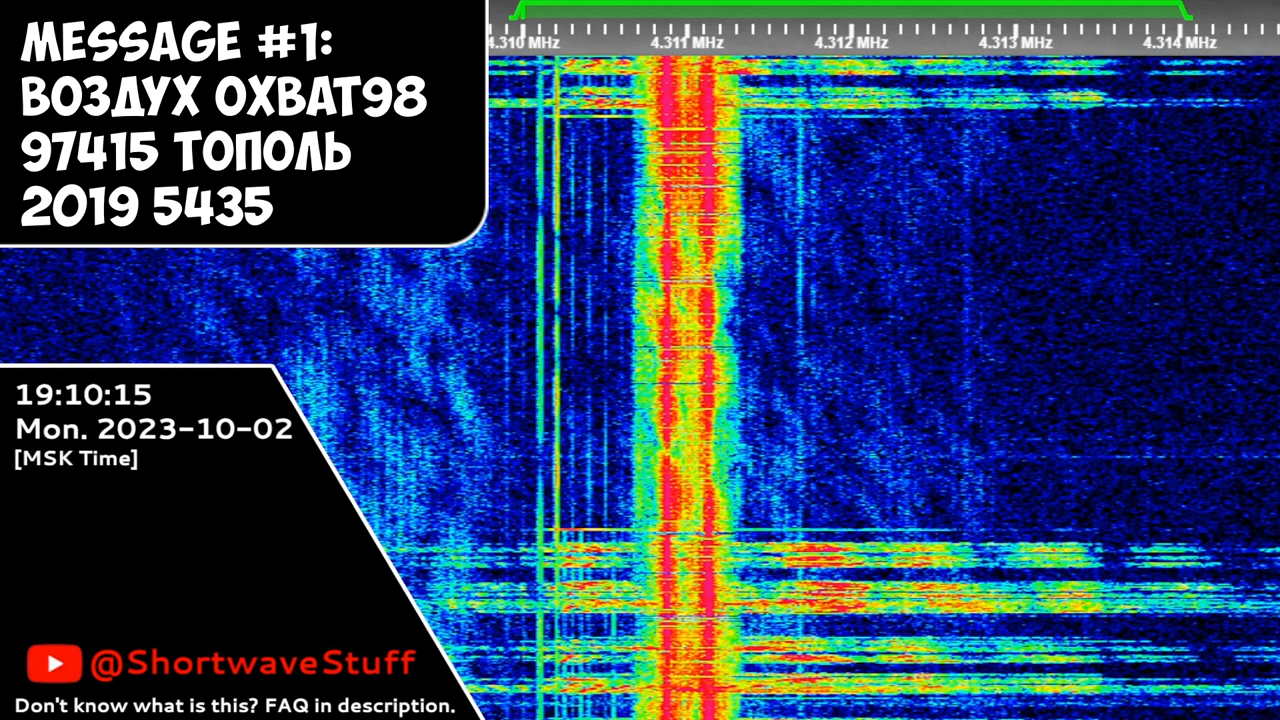 MESSAGE #1:
ВОЗДУХ ОХВАТ98
97415 ТОПОЛЬ
2019 5435
4.310 MHz 4.311 MHz 4.312 MHz 4.313 MHz 4.314 MHz
19:10:15
Mon. 2023-10-02
[MSK Time]
@ShortwaveStuff
Don't know what is this? FAQ in description.